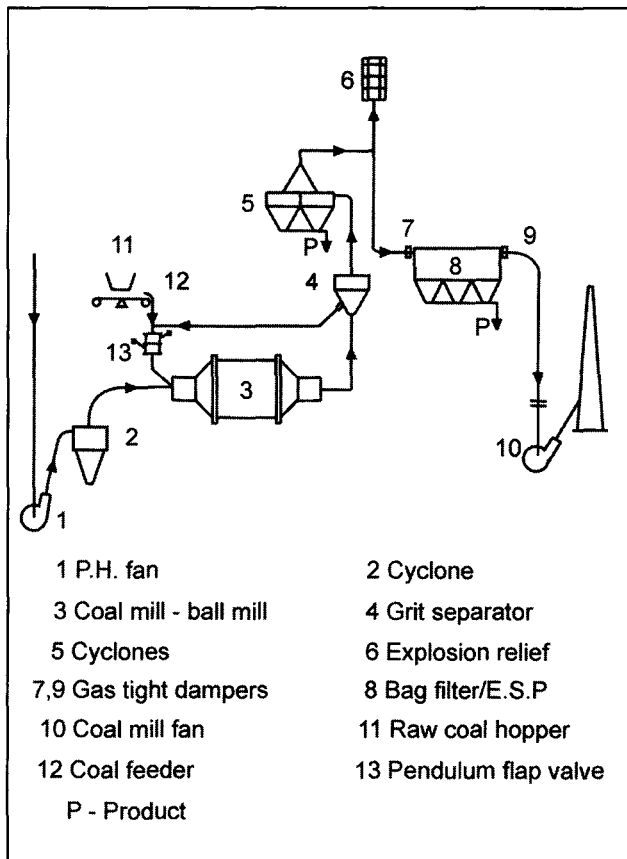 6
5
P
7
9
8
P
11
12
4
13
3
2
10
1
1 P.H. fan
2 Cyclone
3 Coal mill - ball mill
4 Grit separator
5 Cyclones
6 Explosion relief
7,9 Gas tight dampers
8 Bag filter/E.S.P
10 Coal mill fan
11 Raw coal hopper
12 Coal feeder
13 Pendulum flap valve
P - Product